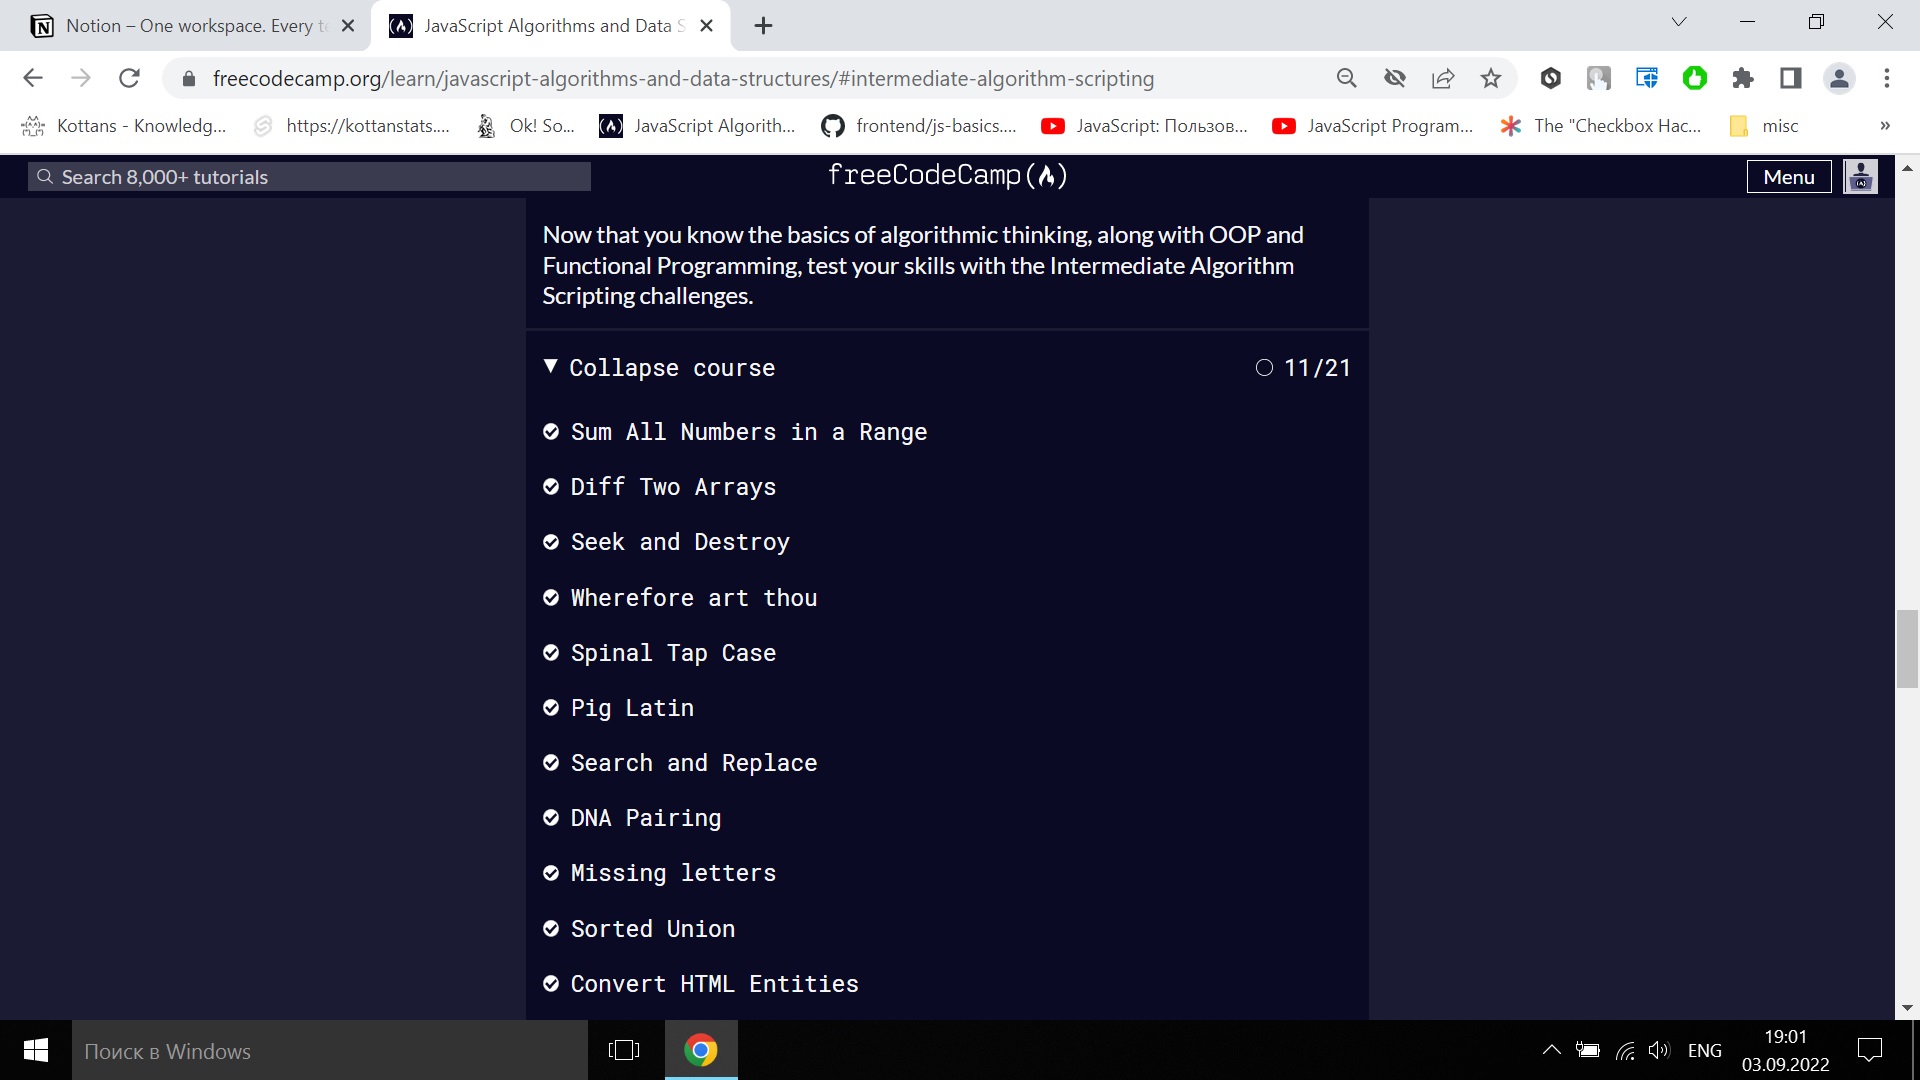 Notion – One workspace. Every te
JavaScript Algorithms and Data S
freecodecamp.org/learn/javascript-algorithms-and-data-structures/#intermediate-algorithm-scripting
Kottans - Knowledg...
https://kottanstats....
Ok! So...
JavaScript Algorith...
frontend/js-basics....
JavaScript: Пользов...
JavaScript Program...
The "Checkbox Hac...
misc
»
Search 8,000+ tutorials
freeCodeCamp
Menu
Now that you know the basics of algorithmic thinking, along with OOP and
Functional Programming, test your skills with the Intermediate Algorithm
Scripting challenges.
Collapse course
11/21
Sum All Numbers in a Range
Diff Two Arrays
Seek and Destroy
Wherefore art thou
Spinal Tap Case
Pig Latin
Search and Replace
DNA Pairing
Missing letters
Sorted Union
Convert HTML Entities
Поиск в Windows
ENG
19:01
03.09.2022